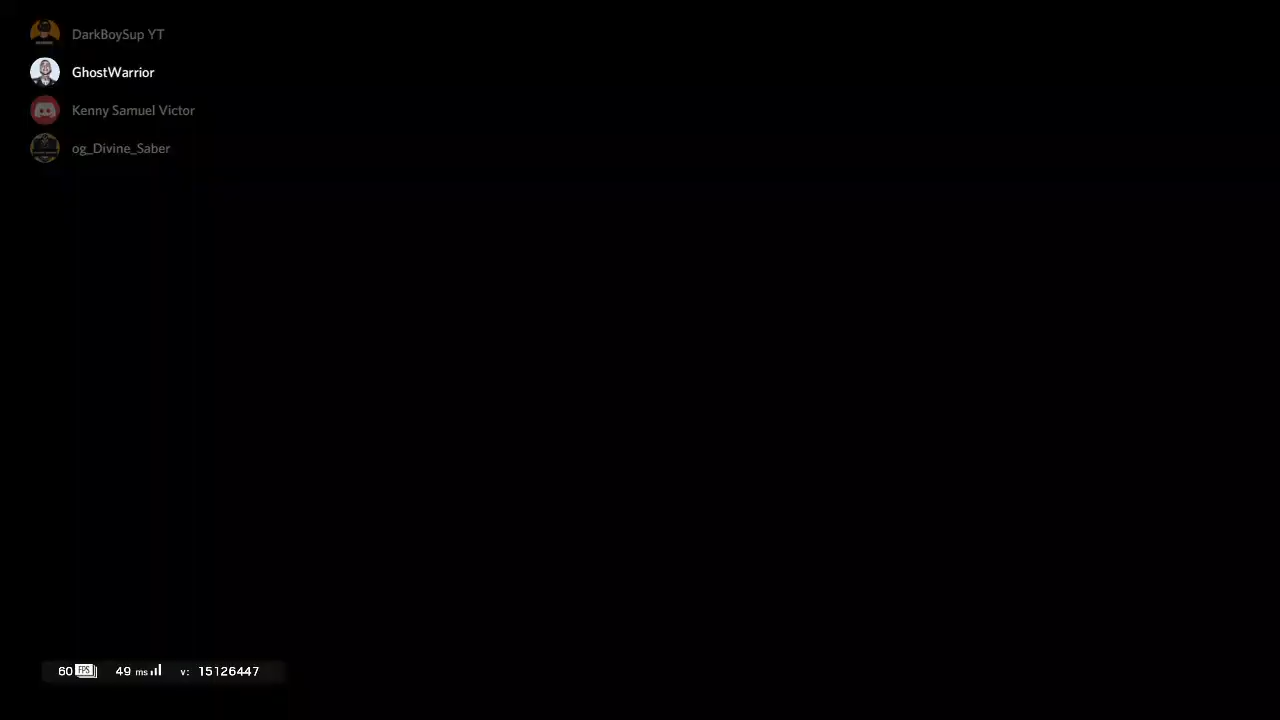 DarkBoySup YT
GhostWarrior
Kenny Samuel Victor
og_Divine_Saber
60 FPS 49 ms v: 15126447